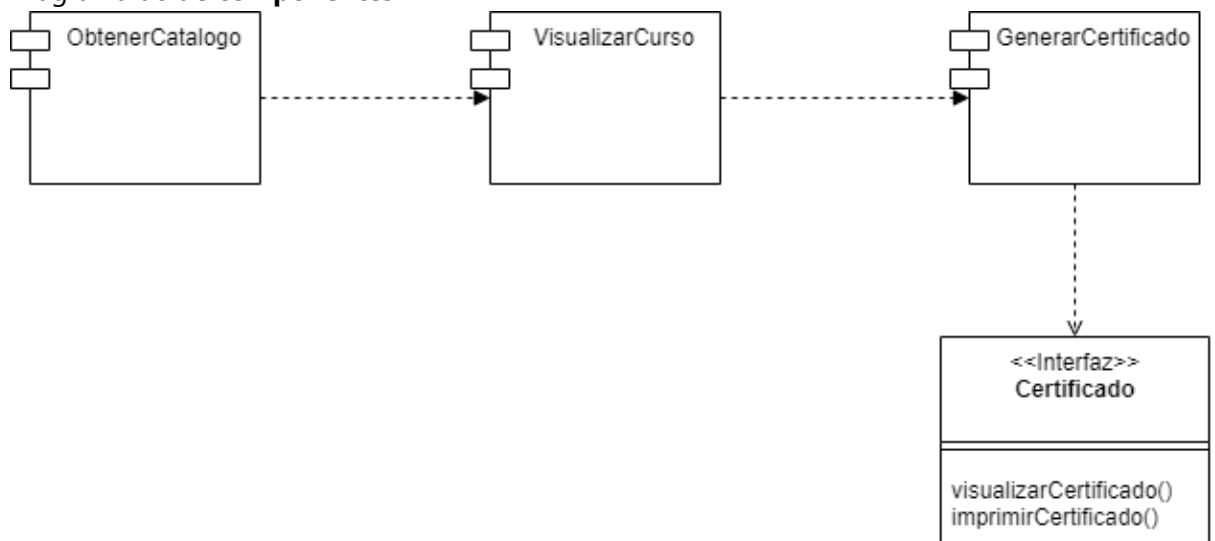 ObtenerCatalogo
VisualizarCurso
GenerarCertificado
<<Interfaz>>
Certificado
visualizarCertificado()
imprimirCertificado()